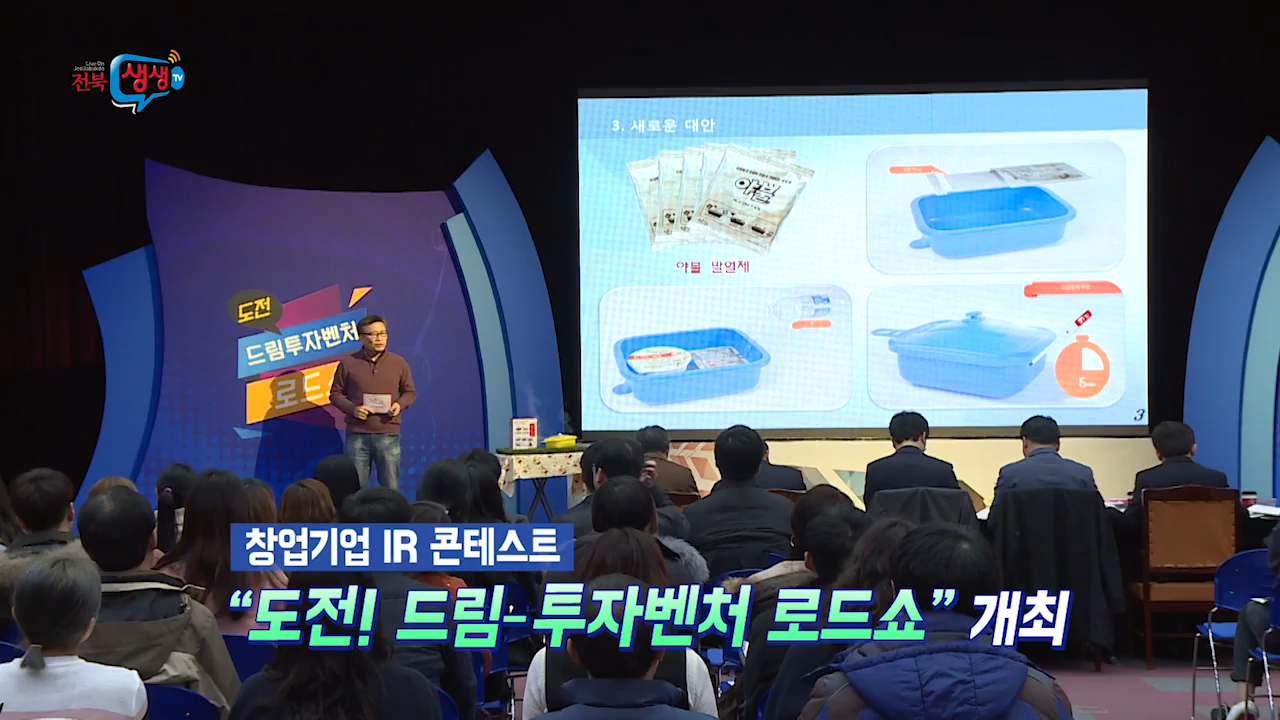 Live On
Jeollabukdo
전북
생생
TV
3. 새로운 대안
야불
야불 발열제
3
도전
드림투자벤처
로드쇼
창업기업 IR 콘테스트
“도전! 드림-투자벤처 로드쇼” 개최